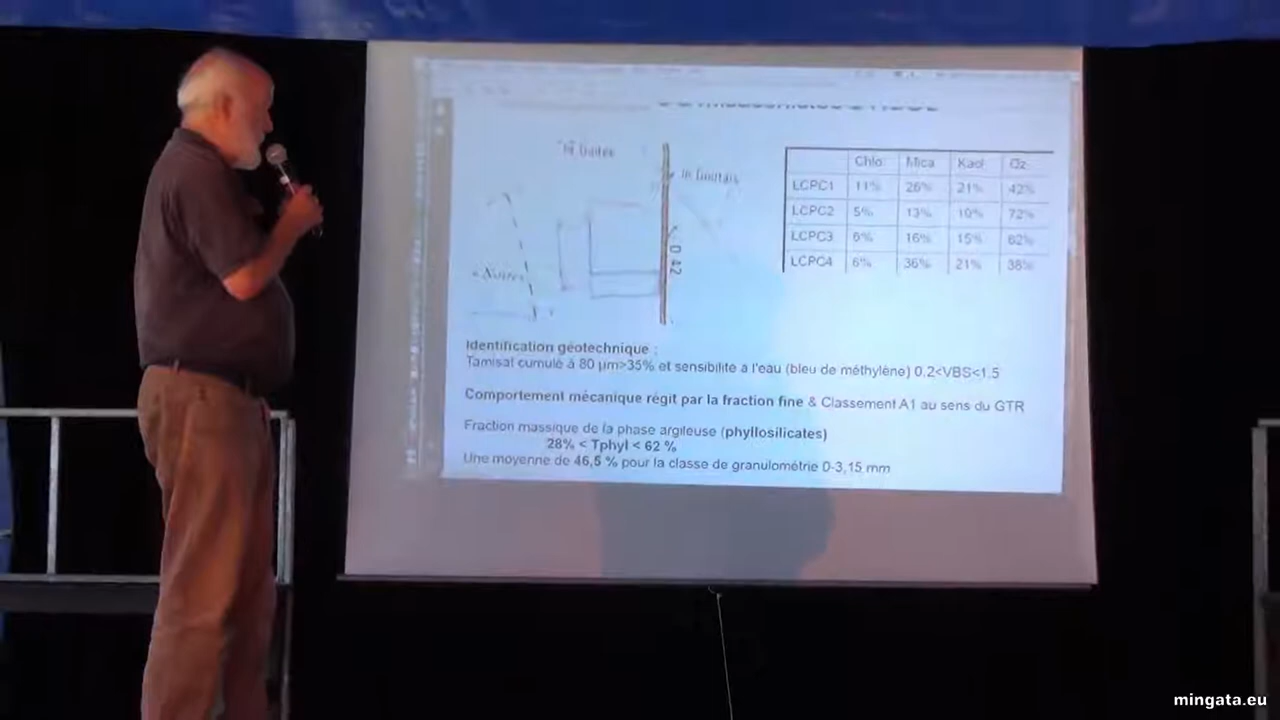 Chlo Mica Kaol Qz
LCPC1 11% 26% 21% 42%
LCPC2 5% 13% 10% 72%
LCPC3 6% 16% 15% 62%
LCPC4 6% 36% 21% 38%
0 42
Identification géotechnique :
Tamisat cumulé à 80 µm>35% et sensibilité à l'eau (bleu de méthylène) 0.2<VBS<1.5
Comportement mécanique régit par la fraction fine & Classement A1 au sens du GTR
Fraction massique de la phase argileuse (phyllosilicates)
28% < Tphyl < 62 %
Une moyenne de 46,5 % pour la classe de granulométrie 0-3,15 mm
mingata.eu